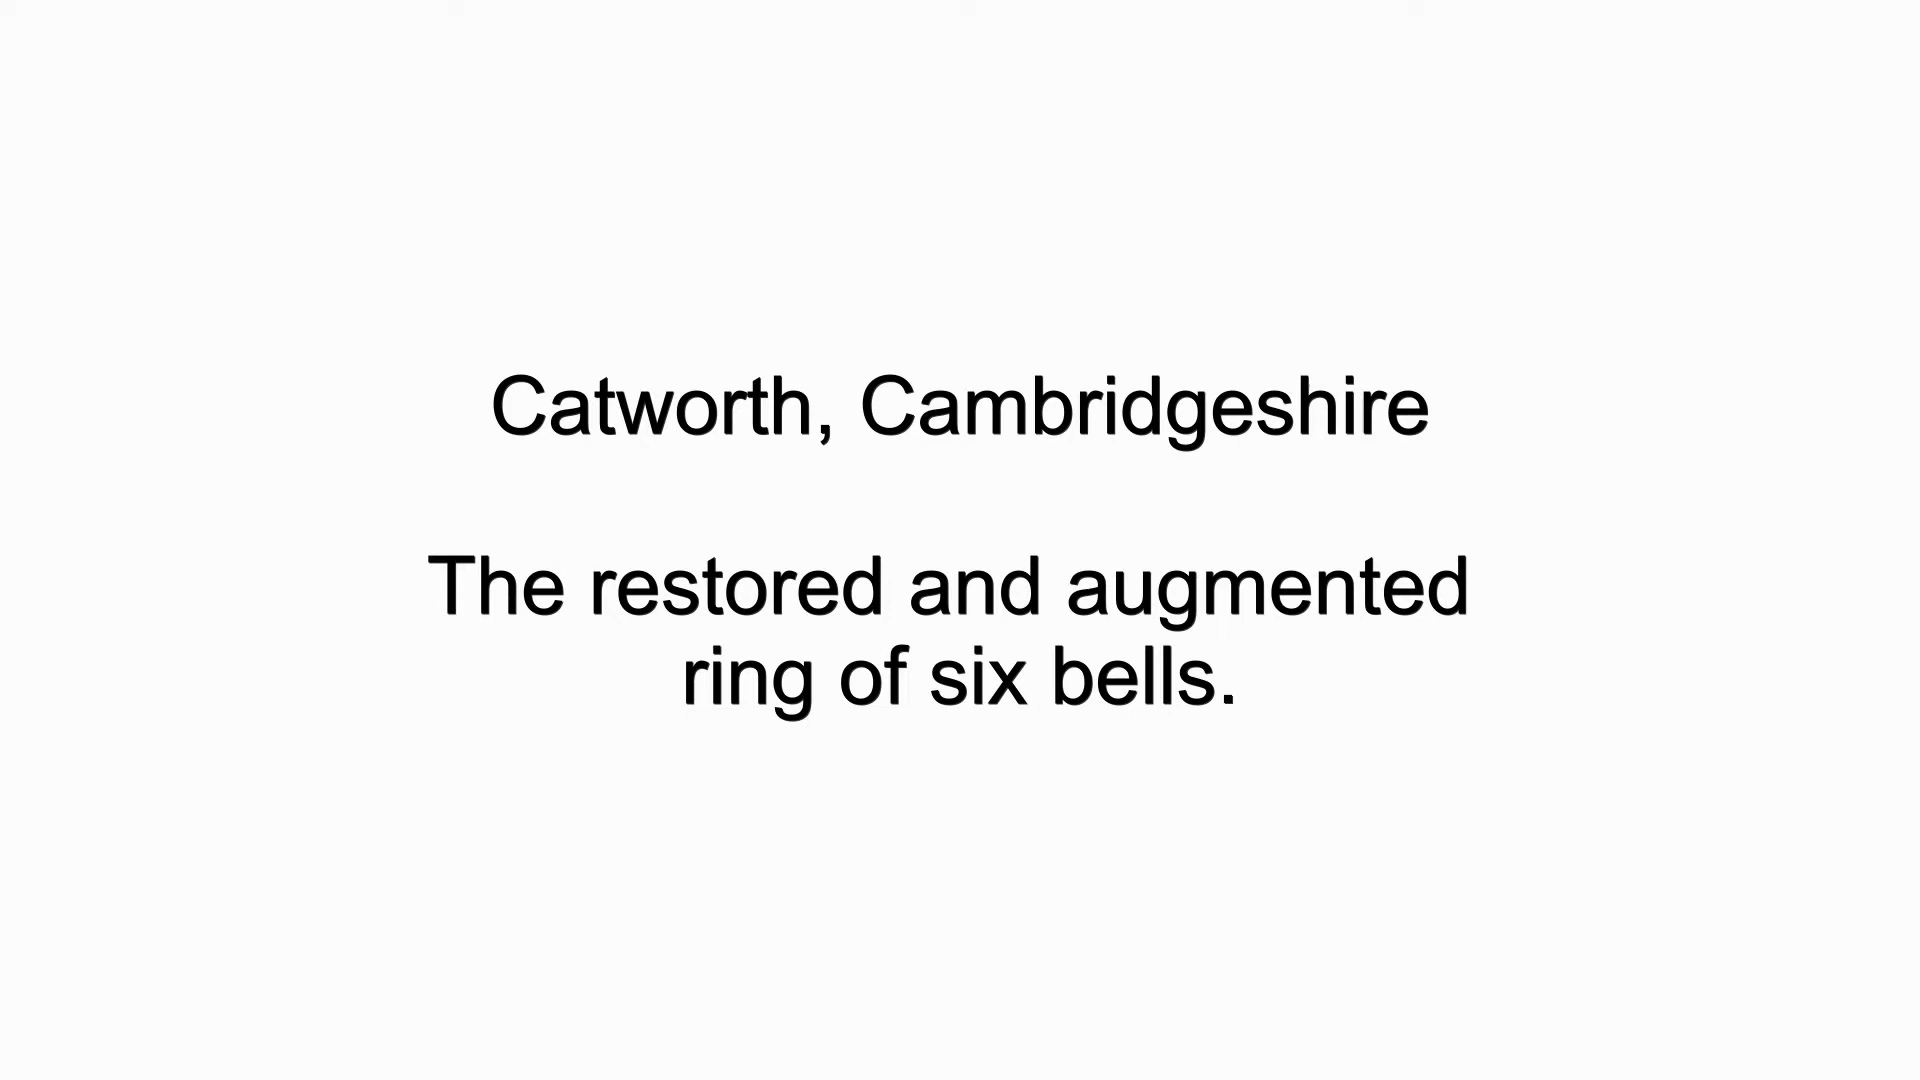 Catworth, Cambridgeshire
The restored and augmented
ring of six bells.